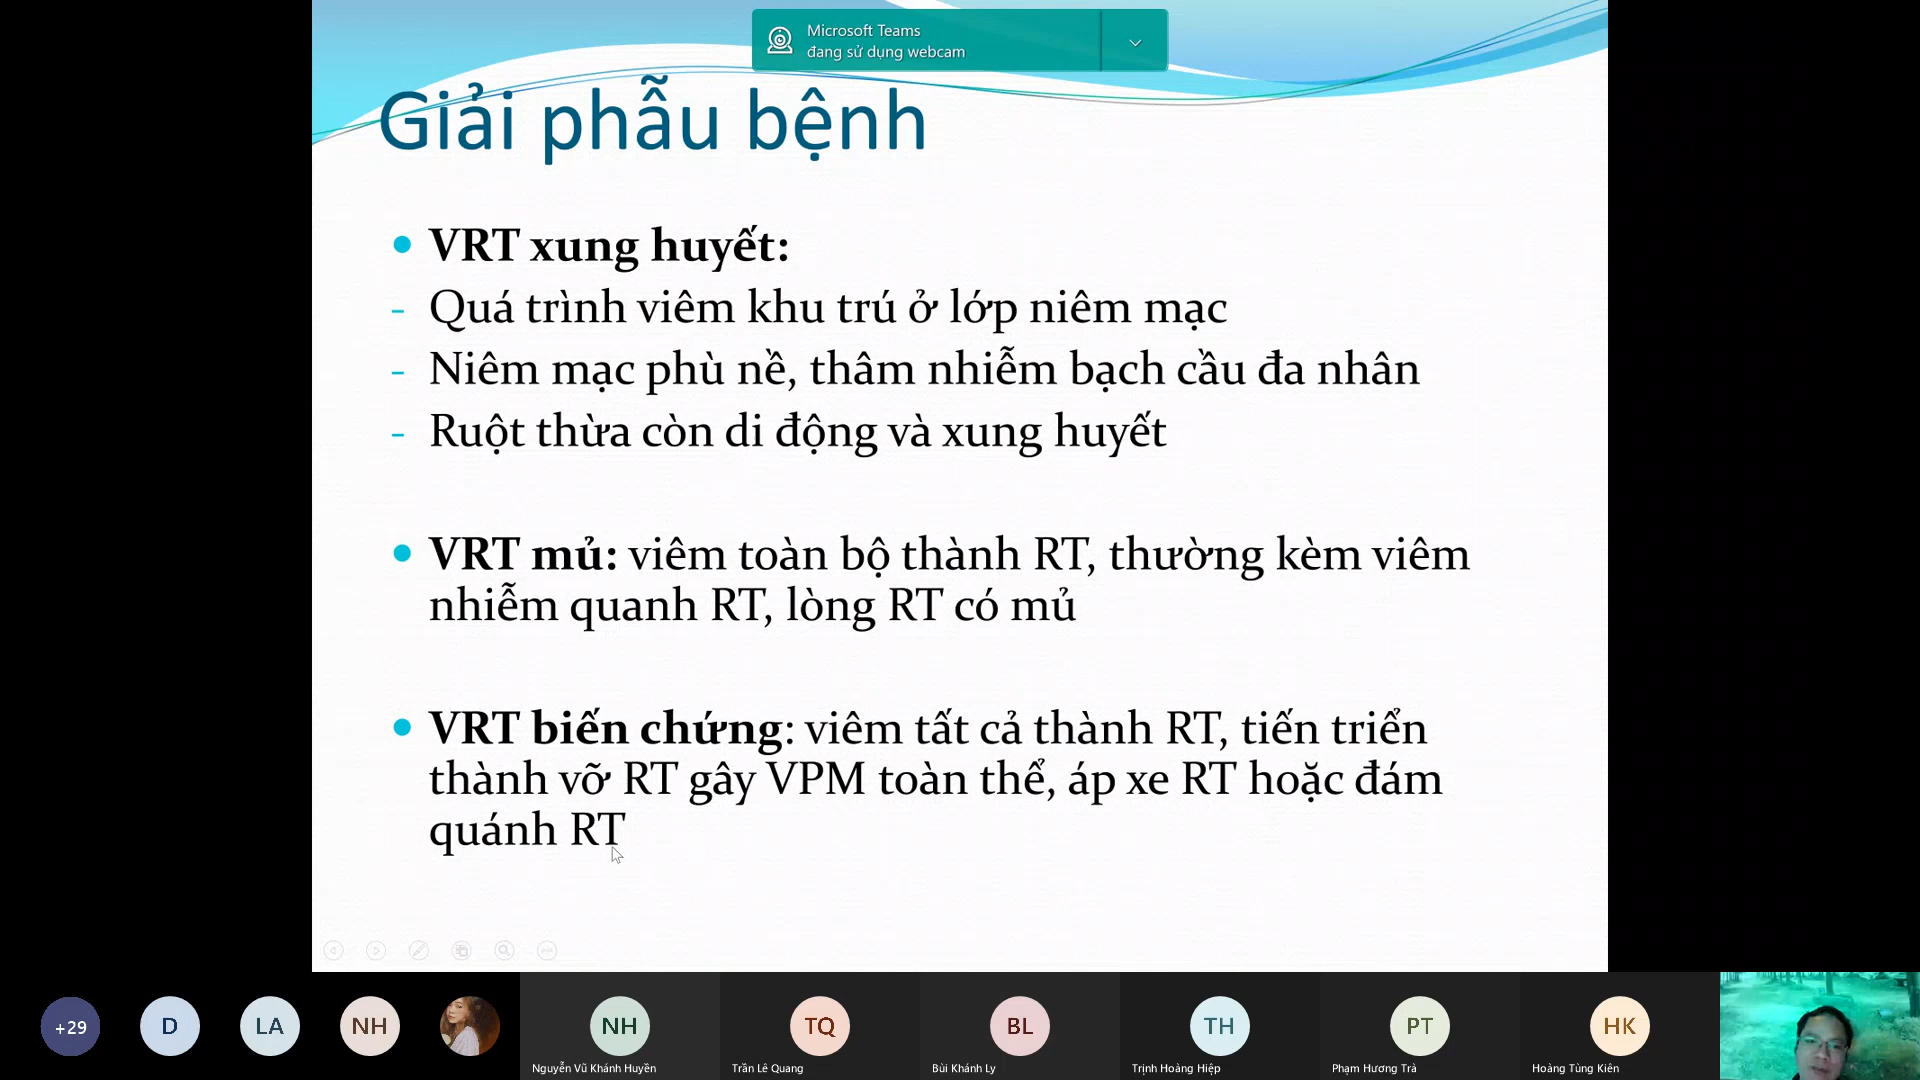 Microsoft Teams
đang sử dụng webcam
Giải phẫu bệnh
• VRT xung huyết:
- Quá trình viêm khu trú ở lớp niêm mạc
- Niêm mạc phù nề, thâm nhiễm bạch cầu đa nhân
- Ruột thừa còn di động và xung huyết
• VRT mủ: viêm toàn bộ thành RT, thường kèm viêm
nhiễm quanh RT, lòng RT có mủ
• VRT biến chứng: viêm tất cả thành RT, tiến triển
thành vỡ RT gây VPM toàn thể, áp xe RT hoặc đám
quánh RT
+29
D
LA
NH
NH
TQ
BL
TH
PT
HK
Nguyễn Vũ Khánh Huyền
Trần Lê Quang
Bùi Khánh Ly
Trịnh Hoàng Hiệp
Phạm Hương Trà
Hoàng Tùng Kiên